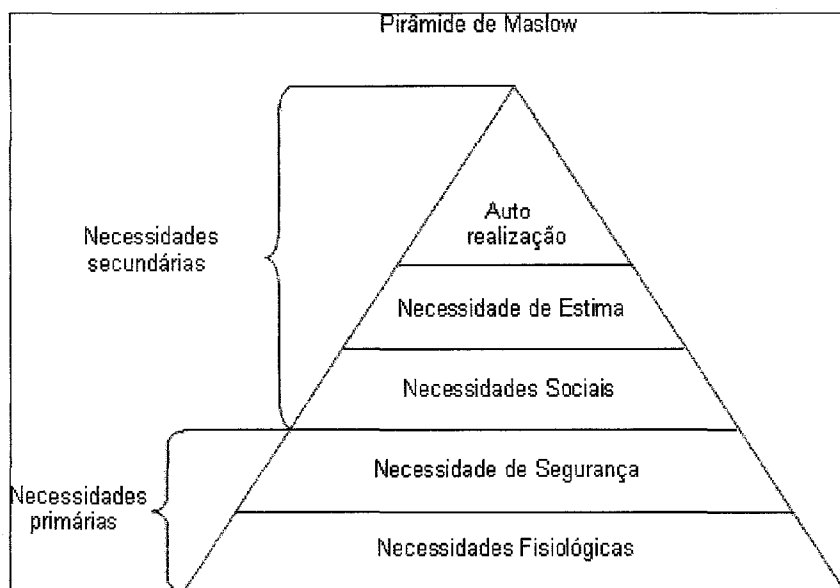 Pirâmide de Maslow
Auto
realização
Necessidades
secundárias
Necessidade de Estima
Necessidades Sociais
Necessidade de Segurança
Necessidades
primárias
Necessidades Fisiológicas